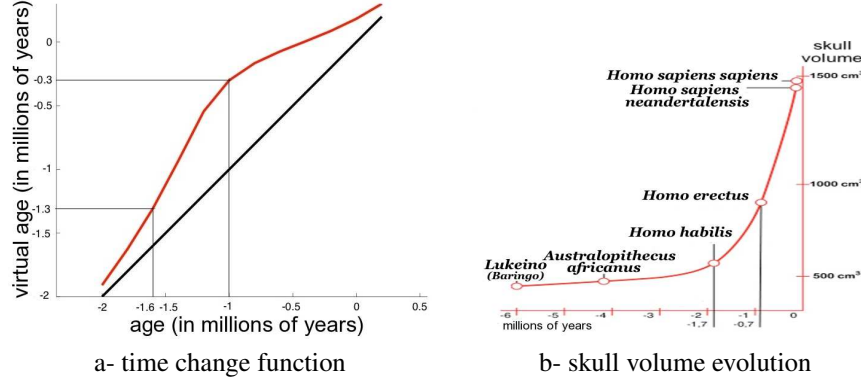 0
-0.3
-0.5
-1
-1.3
-1.5
-2
-2
-1.6
-1.5
-1
-0.5
0
0.5
virtual age (in millions of years)
age (in millions of years)
a- time change function
skull
volume
1500 cm³
1000 cm³
500 cm³
Homo sapiens sapiens
Homo sapiens
neandertalensis
Homo erectus
Homo habilis
Australopithecus
africanus
Lukeino
(Baringo)
-6
-5
-4
-3
-2
-1
0
millions of years
-1,7
-0,7
b- skull volume evolution